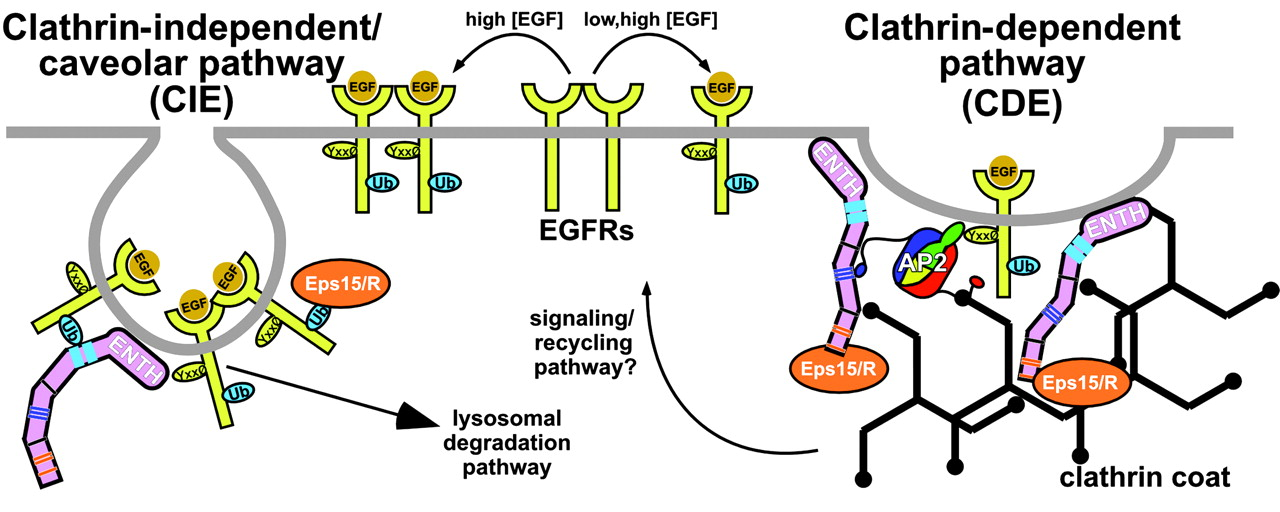 Clathrin-independent/
caveolar pathway
(CIE)
high [EGF]
low,high [EGF]
Clathrin-dependent
pathway
(CDE)
EGF
EGF
EGF
YxxØ
YxxØ
YxxØ
Ub
Ub
Ub
EGFRs
ENTH
EGF
ENTH
YxxØ
AP2
Ub
EGF
EGF
EGF
YxxØ
Eps15/R
Ub
Ub
YxxØ
ENTH
YxxØ
Ub
signaling/
recycling
pathway?
Eps15/R
Eps15/R
lysosomal
degradation
pathway
clathrin coat